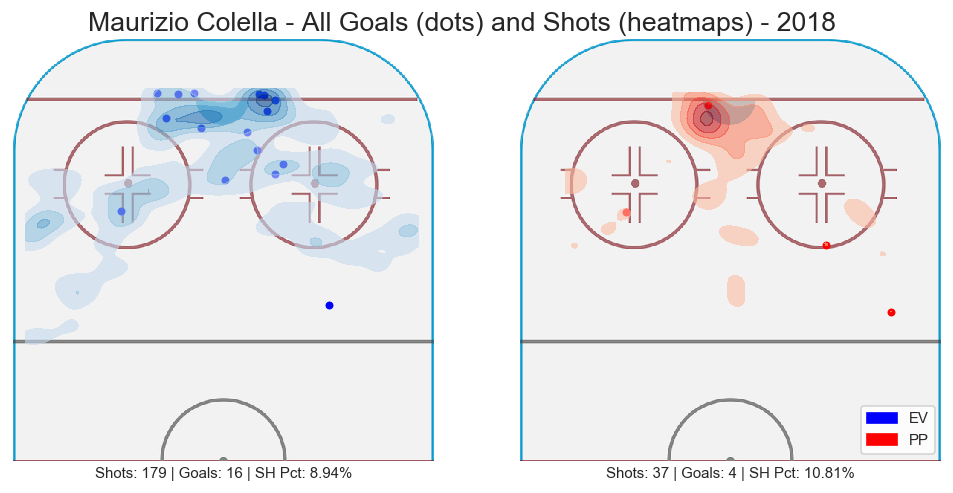 Maurizio Colella - All Goals (dots) and Shots (heatmaps) - 2018
EV
PP
Shots: 179 | Goals: 16 | SH Pct: 8.94%
Shots: 37 | Goals: 4 | SH Pct: 10.81%